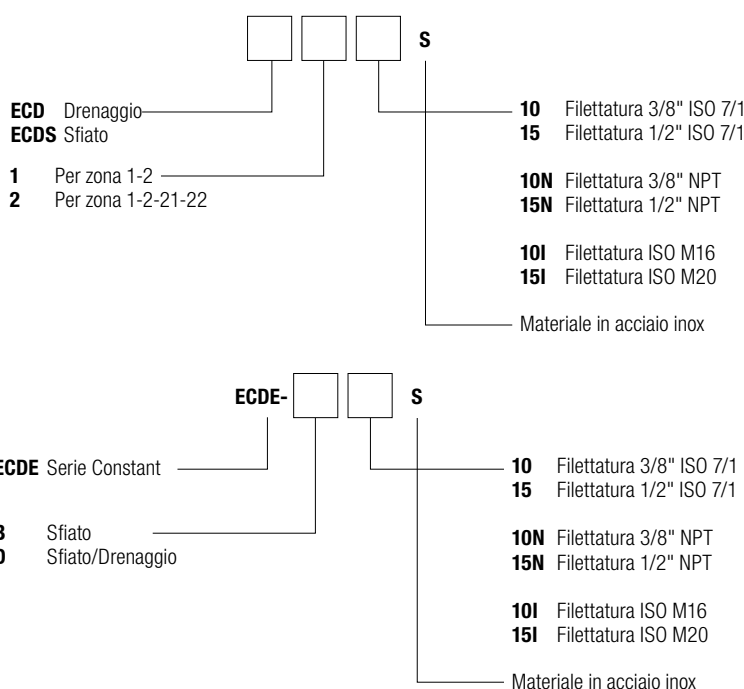 S
ECD Drenaggio
ECDS Sfiato
1 Per zona 1-2
2 Per zona 1-2-21-22
10 Filettatura 3/8" ISO 7/1
15 Filettatura 1/2" ISO 7/1
10N Filettatura 3/8" NPT
15N Filettatura 1/2" NPT
10I Filettatura ISO M16
15I Filettatura ISO M20
Materiale in acciaio inox
ECDE- S
ECDE Serie Constant
Sfiato
Sfiato/Drenaggio
10 Filettatura 3/8" ISO 7/1
15 Filettatura 1/2" ISO 7/1
10N Filettatura 3/8" NPT
15N Filettatura 1/2" NPT
10I Filettatura ISO M16
15I Filettatura ISO M20
Materiale in acciaio inox